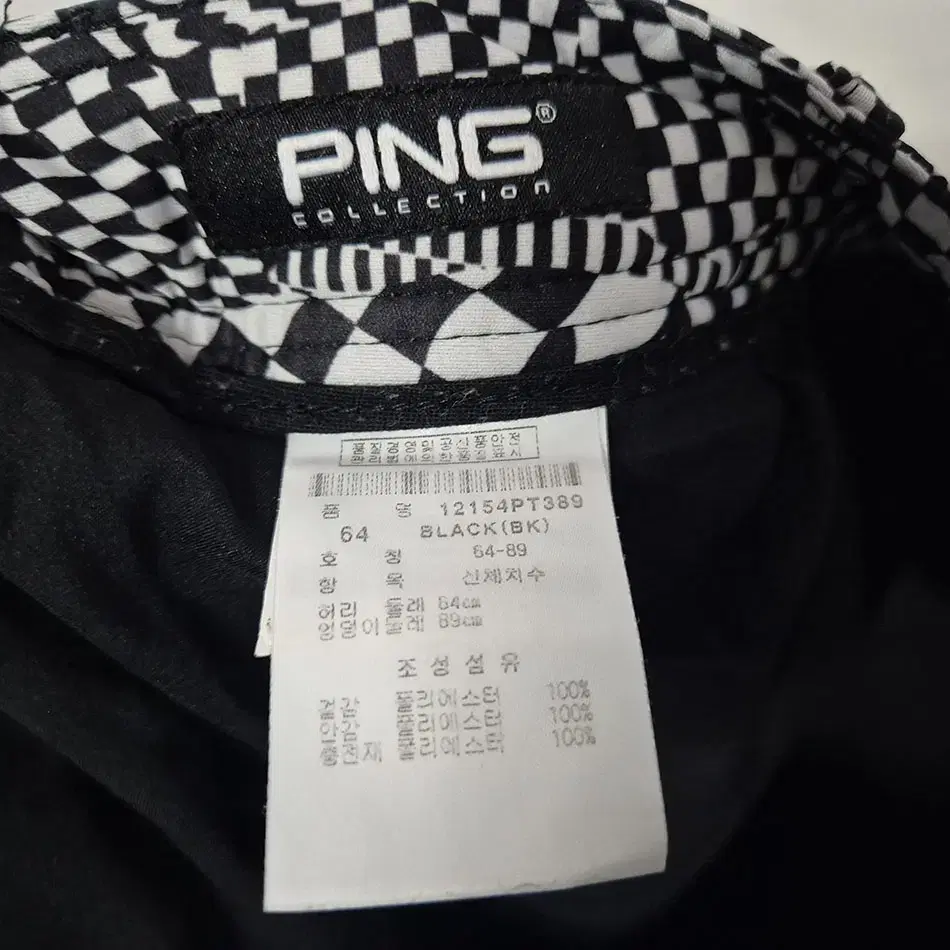 PING®
COLLECTION
품질경영및공산품안전
관리법에의한품질표시
품 명 12154PT389
64 BLACK(BK)
호 칭 64-89
항 목 신체치수
허리 둘레 64cm
엉덩이둘레 89cm
조 성 섬 유
겉감 폴리에스터 100%
안감 폴리에스터 100%
충전재 폴리에스터 100%